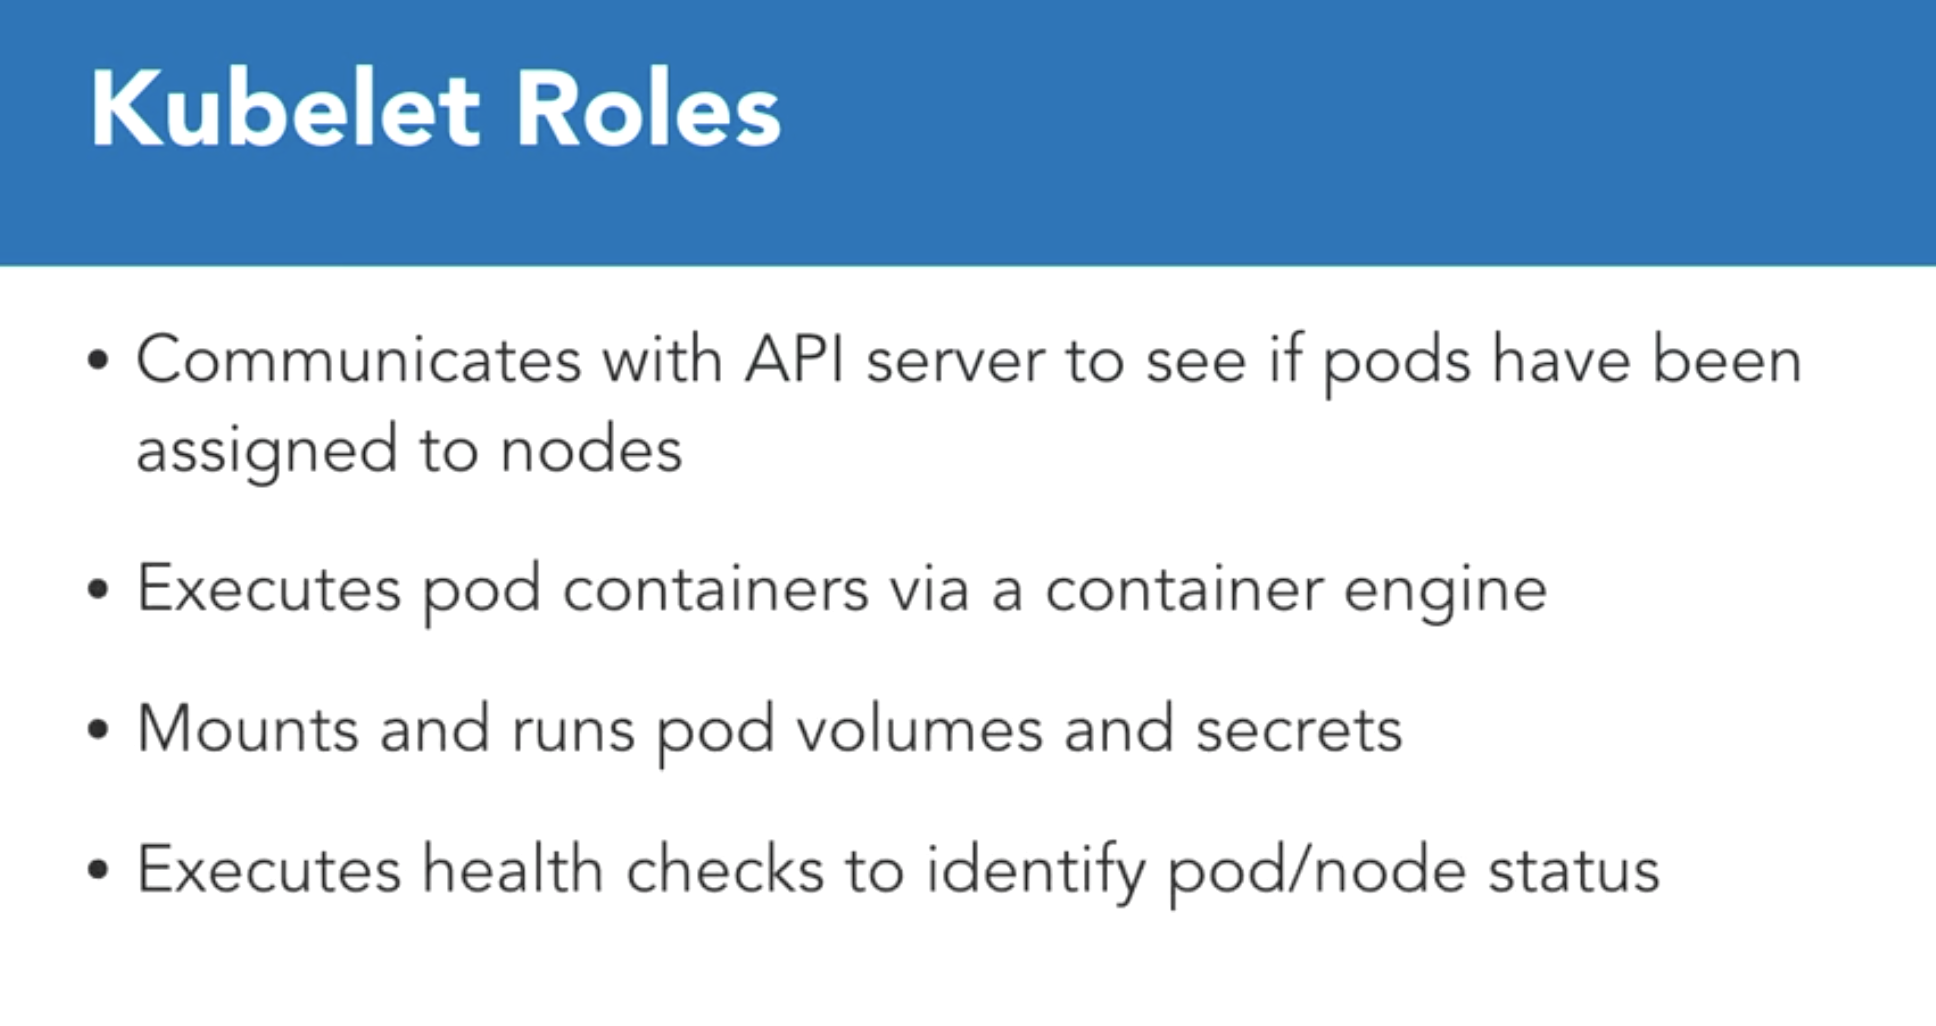 Kubelet Roles
• Communicates with API server to see if pods have been
assigned to nodes
• Executes pod containers via a container engine
• Mounts and runs pod volumes and secrets
• Executes health checks to identify pod/node status